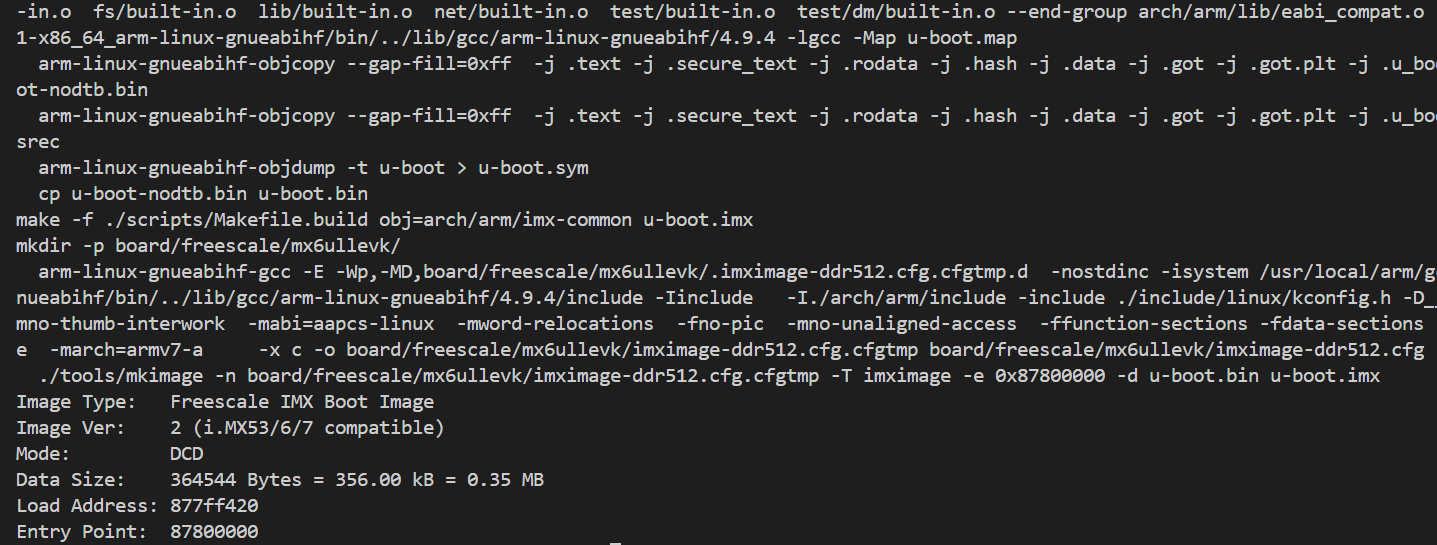 -in.o  fs/built-in.o  lib/built-in.o  net/built-in.o  test/built-in.o  test/dm/built-in.o --end-group arch/arm/lib/eabi_compat.o
1-x86_64_arm-linux-gnueabihf/bin/../lib/gcc/arm-linux-gnueabihf/4.9.4 -lgcc -Map u-boot.map
  arm-linux-gnueabihf-objcopy --gap-fill=0xff  -j .text -j .secure_text -j .rodata -j .hash -j .data -j .got -j .got.plt -j .u_boo
ot-nodtb.bin
  arm-linux-gnueabihf-objcopy --gap-fill=0xff  -j .text -j .secure_text -j .rodata -j .hash -j .data -j .got -j .got.plt -j .u_boo
srec
  arm-linux-gnueabihf-objdump -t u-boot > u-boot.sym
  cp u-boot-nodtb.bin u-boot.bin
make -f ./scripts/Makefile.build obj=arch/arm/imx-common u-boot.imx
mkdir -p board/freescale/mx6ullevk/
  arm-linux-gnueabihf-gcc -E -Wp,-MD,board/freescale/mx6ullevk/.imximage-ddr512.cfg.cfgtmp.d  -nostdinc -isystem /usr/local/arm/g
nueabihf/bin/../lib/gcc/arm-linux-gnueabihf/4.9.4/include -Iinclude   -I./arch/arm/include -include ./include/linux/kconfig.h -D__
mno-thumb-interwork  -mabi=aapcs-linux  -mword-relocations  -fno-pic  -mno-unaligned-access  -ffunction-sections -fdata-sections
e  -march=armv7-a     -x c -o board/freescale/mx6ullevk/imximage-ddr512.cfg.cfgtmp board/freescale/mx6ullevk/imximage-ddr512.cfg
  ./tools/mkimage -n board/freescale/mx6ullevk/imximage-ddr512.cfg.cfgtmp -T imximage -e 0x87800000 -d u-boot.bin u-boot.imx
Image Type:   Freescale IMX Boot Image
Image Ver:    2 (i.MX53/6/7 compatible)
Mode:         DCD
Data Size:    364544 Bytes = 356.00 kB = 0.35 MB
Load Address: 877ff420
Entry Point:  87800000